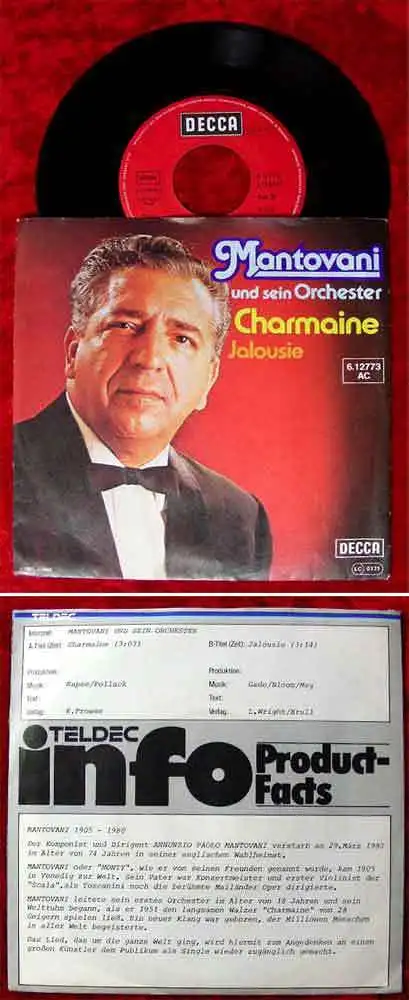 DECCA
Mantovani
und sein Orchester
Charmaine
Jalousie
6.12773
AC
DECCA
LC 0171
TELDEC
Interpret: MANTOVANI UND SEIN ORCHESTER
A-Titel (Zeit): Charmaine (3:03) B-Titel (Zeit): Jalousie (3:14)
Produktion: Produktion:
Musik: Rapee/Pollack Musik: Gade/Bloom/May
Text: Text:
Verlag: K.Prowse Verlag: L.Wright/Krull
TELDEC
info
Product-
Facts
MANTOVANI 1905 - 1980
Der Komponist und Dirigent ANNUNZIO PAOLO MANTOVANI verstarb am 29.März 1980
im Alter von 74 Jahren in seiner englischen Wahlheimat.
MANTOVANI oder "MONTY", wie er von seinen Freunden genannt wurde, kam 1905
in Venedig zur Welt. Sein Vater war Konzertmeister und erster Violinist der
"Scala", als Toscanini noch die berühmte Mailänder Oper dirigierte.
MANTOVANI leitete sein erstes Orchester im Alter von 18 Jahren und sein
Weltruhm begann, als er 1951 den langsamen Walzer "Charmaine" von 28
Geigern spielen ließ. Ein neuer Klang war geboren, der Millionen Menschen
in aller Welt begeisterte.
Das Lied, das um die ganze Welt ging, wird hiermit zum Angedenken an einen
großen Künstler dem Publikum als Single wieder zugänglich gemacht.